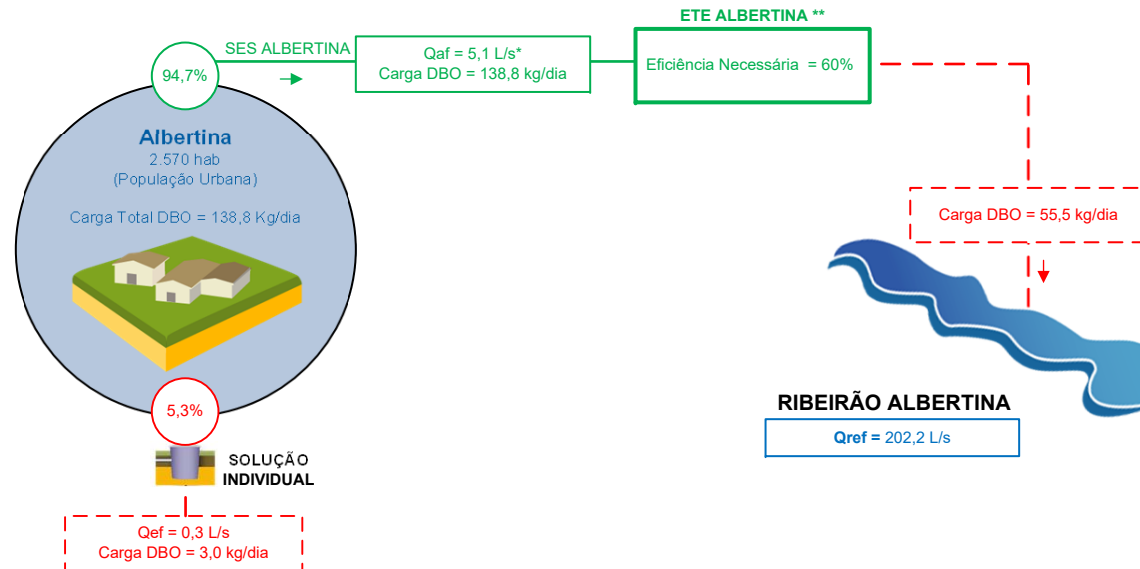 ETE ALBERTINA **
SES ALBERTINA
Qaf = 5,1 L/s*
Carga DBO = 138,8 kg/dia
Eficiência Necessária = 60%
94,7%
Albertina
2.570 hab
(População Urbana)
Carga Total DBO = 138,8 Kg/dia
Carga DBO = 55,5 kg/dia
RIBEIRÃO ALBERTINA
Qref = 202,2 L/s
5,3%
SOLUÇÃO
INDIVIDUAL
Qef = 0,3 L/s
Carga DBO = 3,0 kg/dia